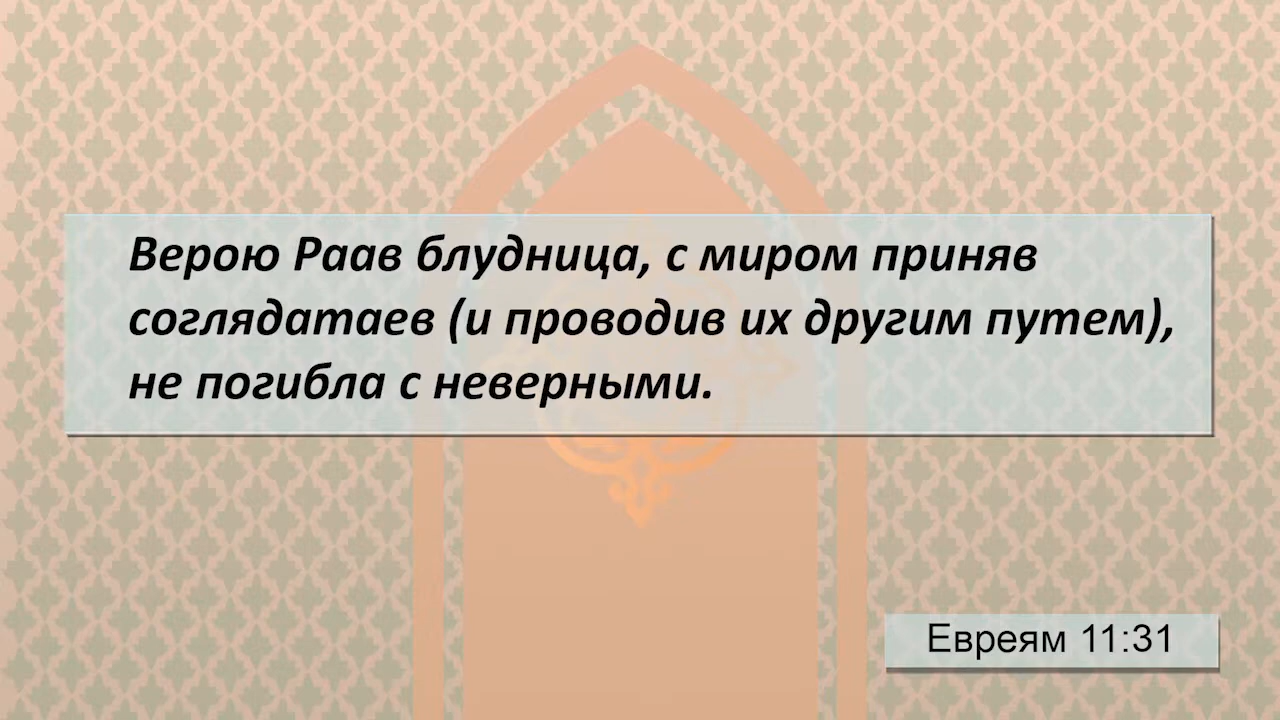 Верою Раав блудница, с миром приняв
соглядатаев (и проводив их другим путем),
не погибла с неверными.
Евреям 11:31